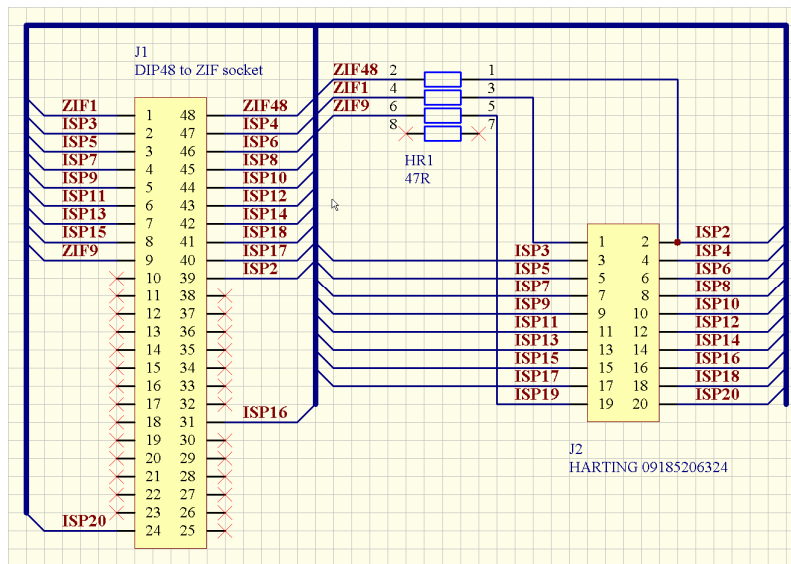 J1
DIP48 to ZIF socket
ZIF48 2 1
ZIF1 4 3
ZIF9 6 5
8 7
HR1
47R
ZIF1 1 48 ZIF48
ISP3 2 47 ISP4
ISP5 3 46 ISP6
ISP7 4 45 ISP8
ISP9 5 44 ISP10
ISP11 6 43 ISP12
ISP13 7 42 ISP14
ISP15 8 41 ISP18
ZIF9 9 40 ISP17
10 39 ISP2
11 38
12 37
13 36
14 35
15 34
16 33
17 32
18 31 ISP16
19 30
20 29
21 28
22 27
23 26
ISP20 24 25
1 2 ISP2
ISP3 3 4 ISP4
ISP5 5 6 ISP6
ISP7 7 8 ISP8
ISP9 9 10 ISP10
ISP11 11 12 ISP12
ISP13 13 14 ISP14
ISP15 15 16 ISP16
ISP17 17 18 ISP18
ISP19 19 20 ISP20
J2
HARTING 09185206324